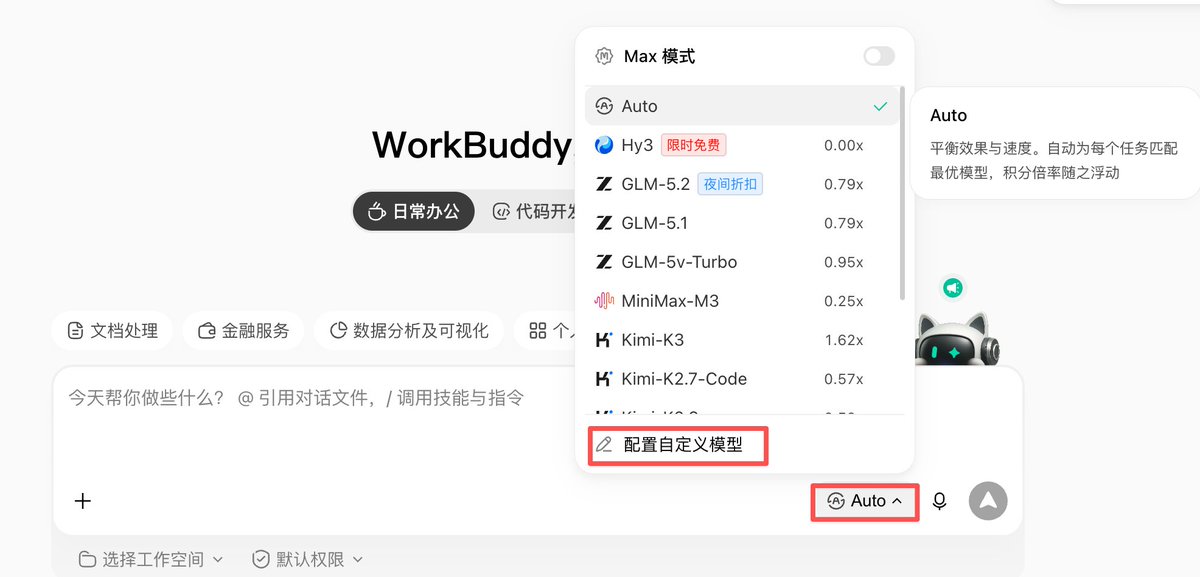 Max 模式
Auto
Hy3 限时免费 0.00x
GLM-5.2 夜间折扣 0.79x
GLM-5.1 0.79x
GLM-5v-Turbo 0.95x
MiniMax-M3 0.25x
Kimi-K3 1.62x
Kimi-K2.7-Code 0.57x
配置自定义模型
Auto
平衡效果与速度。自动为每个任务匹配
最优模型，积分倍率随之浮动
WorkBuddy
日常办公 代码开发
文档处理 金融服务 数据分析及可视化 个
今天帮你做些什么？ @ 引用对话文件，/ 调用技能与指令
Auto
选择工作空间 默认权限